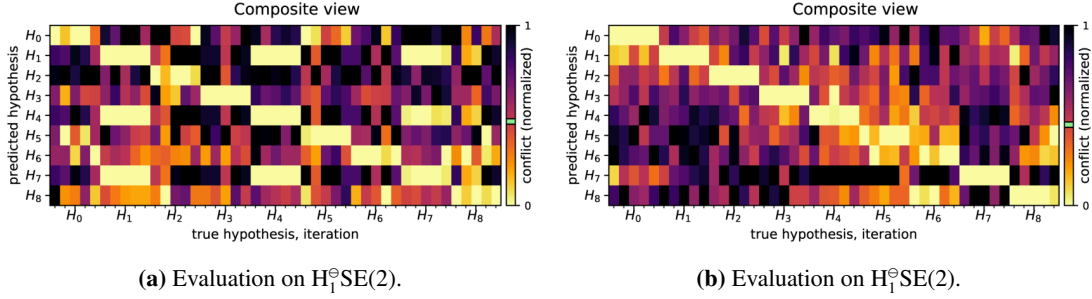 Composite view
predicted hypothesis
H₀
H₁
H₂
H₃
H₄
H₅
H₆
H₇
H₈
H₀ H₁ H₂ H₃ H₄ H₅ H₆ H₇ H₈
true hypothesis, iteration
1
conflict (normalized)
0
(a) Evaluation on H₁^⊖SE(2).
Composite view
predicted hypothesis
H₀
H₁
H₂
H₃
H₄
H₅
H₆
H₇
H₈
H₀ H₁ H₂ H₃ H₄ H₅ H₆ H₇ H₈
true hypothesis, iteration
1
conflict (normalized)
0
(b) Evaluation on H₁^⊖SE(2).